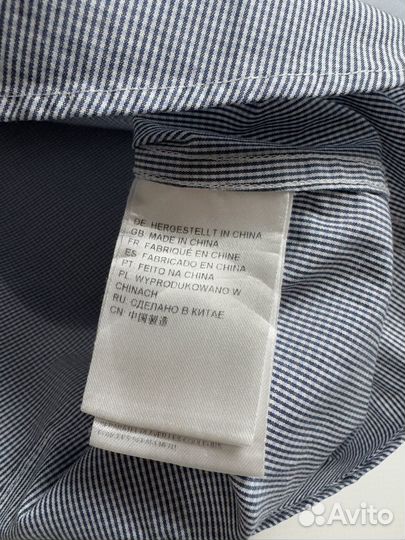 DE: HERGESTELLT IN CHINA
GB: MADE IN CHINA
FR: FABRIQUÉ EN CHINE
ES: FABRICADO EN CHINA
PT: FEITO NA CHINA
PL: WYPRODUKOWANO W
CHINACH
RU: СДЕЛАНО В КИТАЕ
CN: 中国製造
Avito